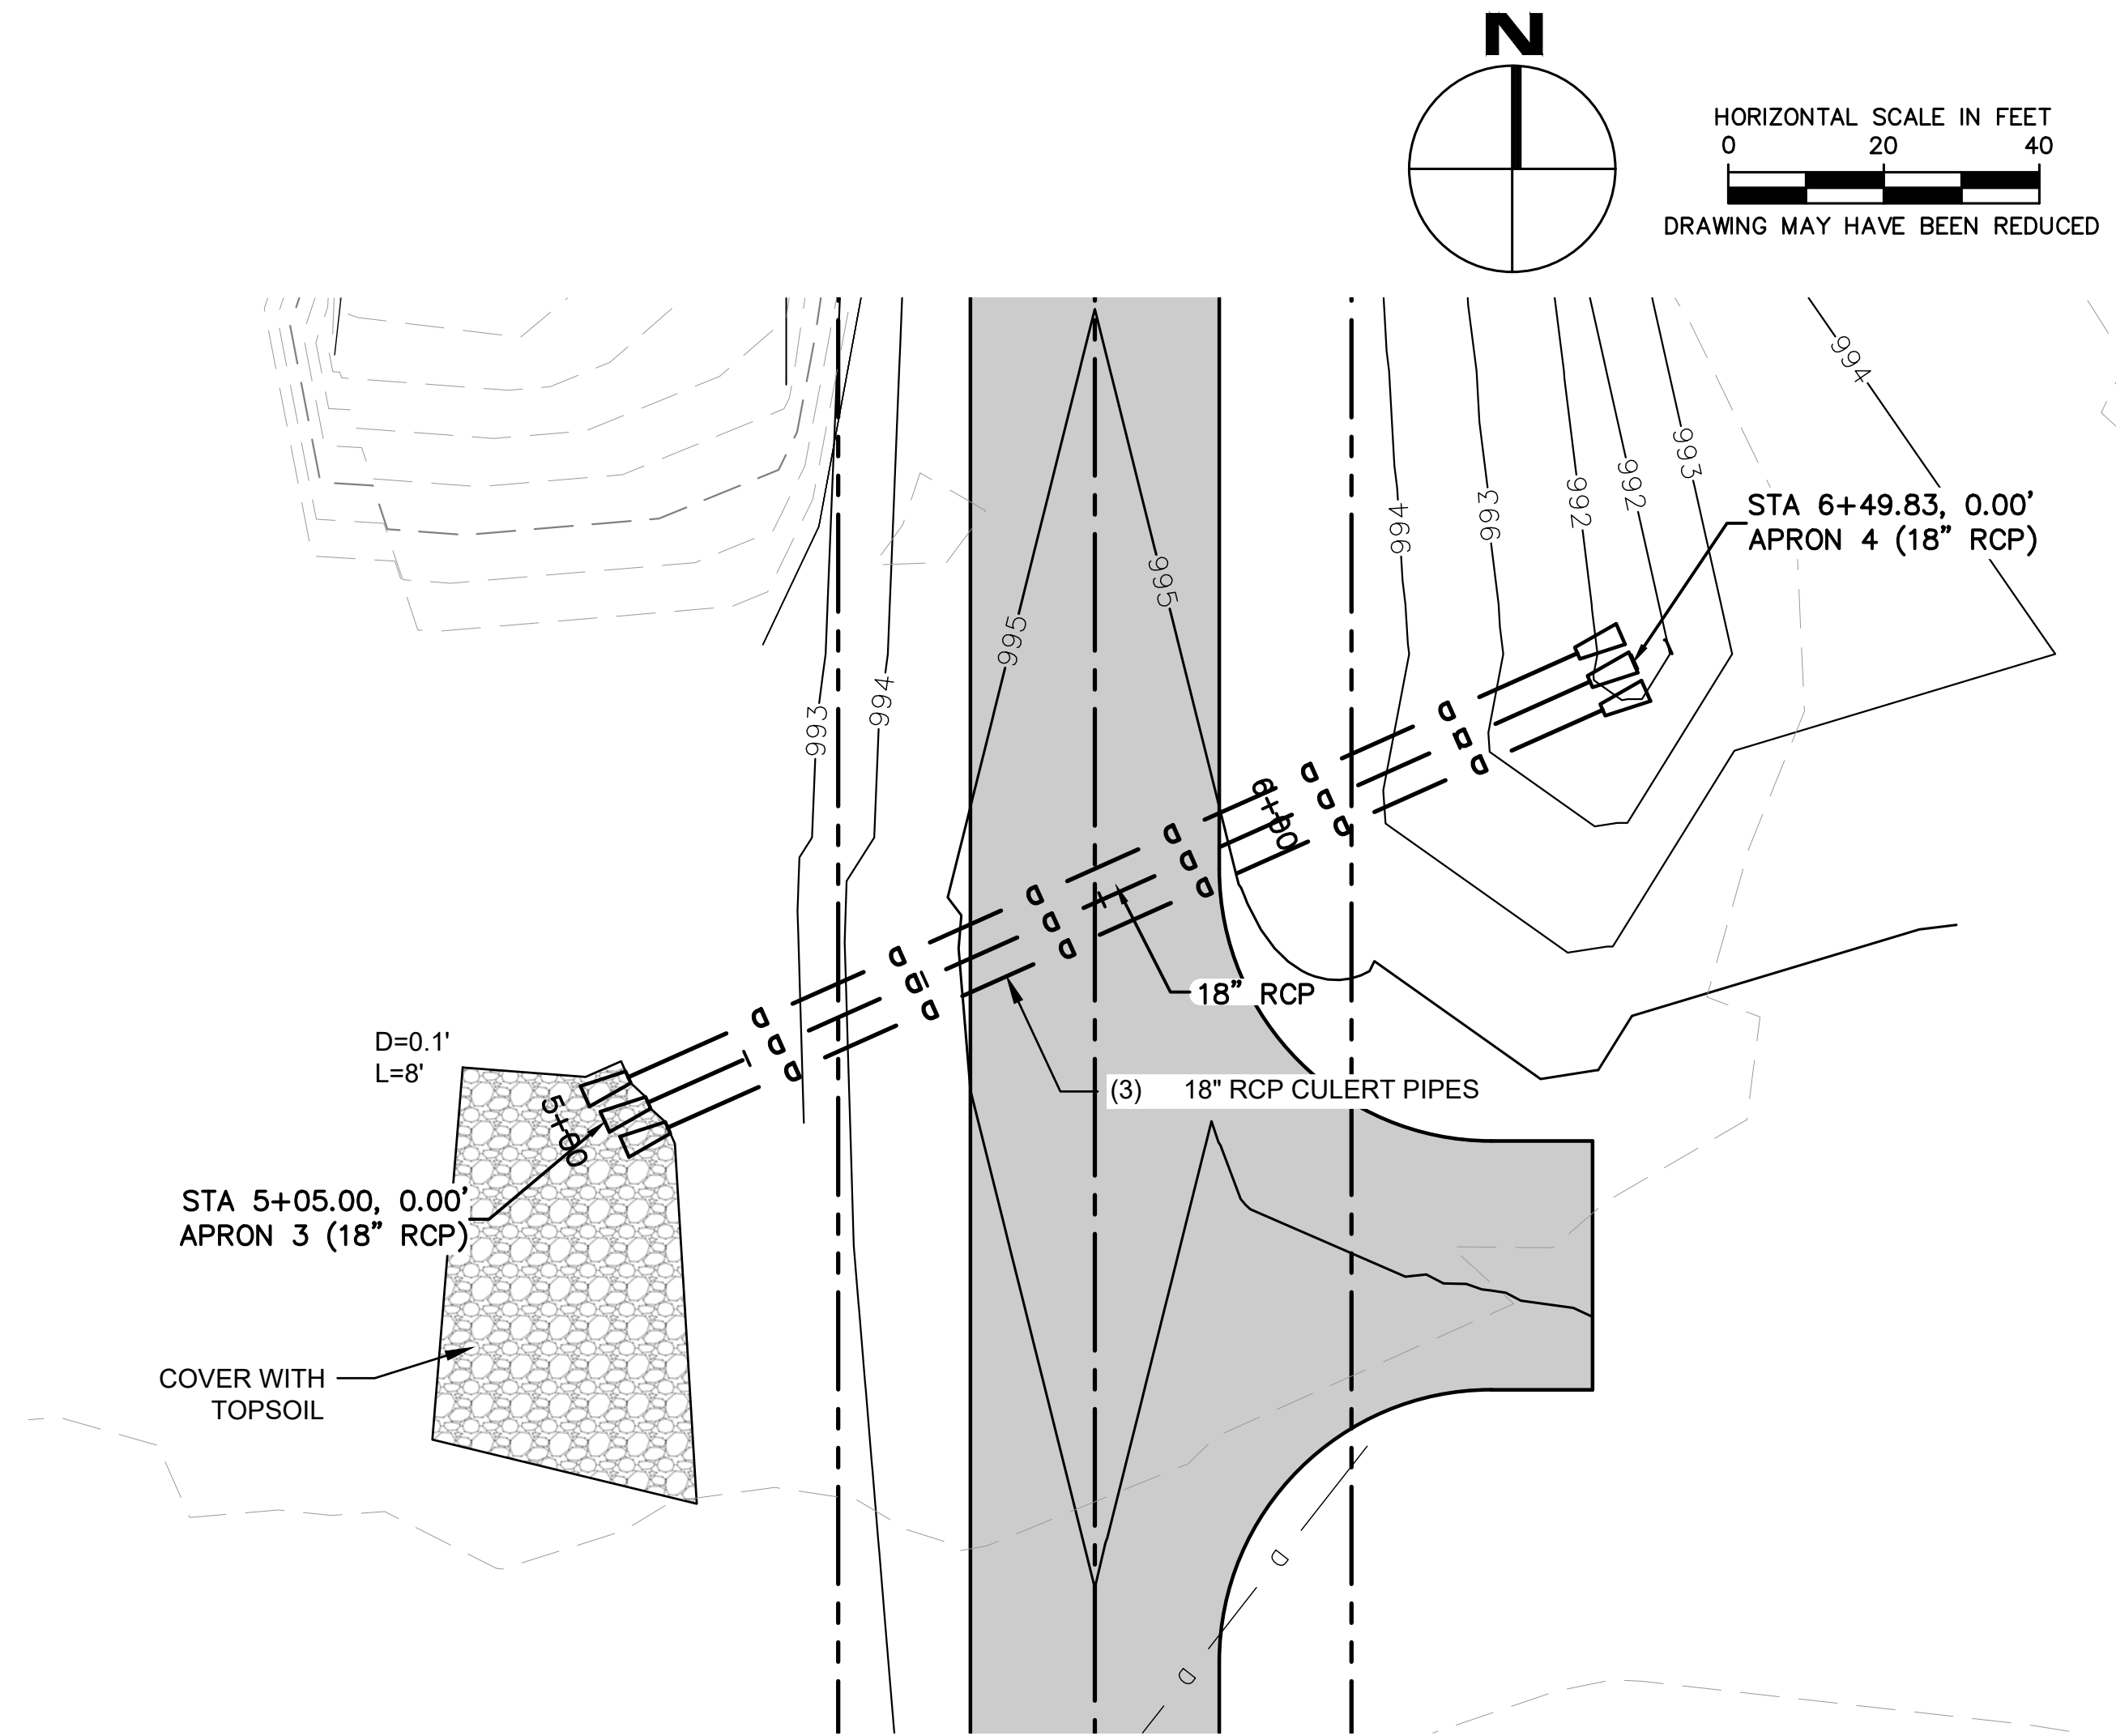 N
HORIZONTAL SCALE IN FEET
0 20 40
DRAWING MAY HAVE BEEN REDUCED
994
993
992
992
993
994
STA 6+49.83, 0.00'
APRON 4 (18" RCP)
995
995
994
993
D
D
D
D
D
D
6+00
D
D
D
D
D
D
18" RCP
D
D
D
D
D
D
(3) 18" RCP CULERT PIPES
D=0.1'
L=8'
5+00
STA 5+05.00, 0.00'
APRON 3 (18" RCP)
COVER WITH
TOPSOIL
D
D